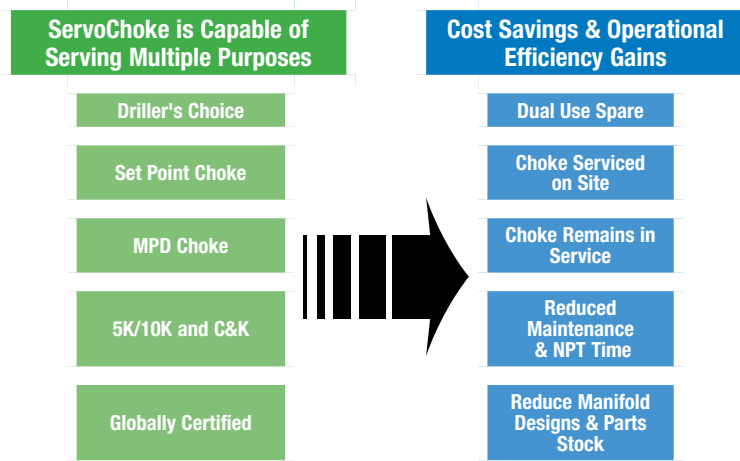 ServoChoke is Capable of
Serving Multiple Purposes
Driller's Choice
Set Point Choke
MPD Choke
5K/10K and C&K
Globally Certified
Cost Savings & Operational
Efficiency Gains
Dual Use Spare
Choke Serviced
on Site
Choke Remains in
Service
Reduced
Maintenance
& NPT Time
Reduce Manifold
Designs & Parts
Stock